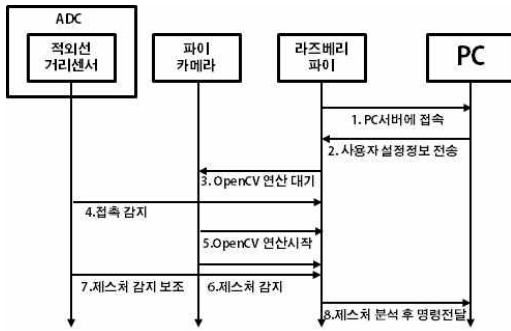 ADC
적외선
거리센서
파이
카메라
라즈베리
파이
PC
1. PC서버에 접속
2. 사용자 설정정보 전송
3. OpenCV 연산 대기
4.접촉 감지
5.OpenCV 연산시작
7.제스처 감지 보조
6.제스처 감지
8.제스처 분석 후 명령전달